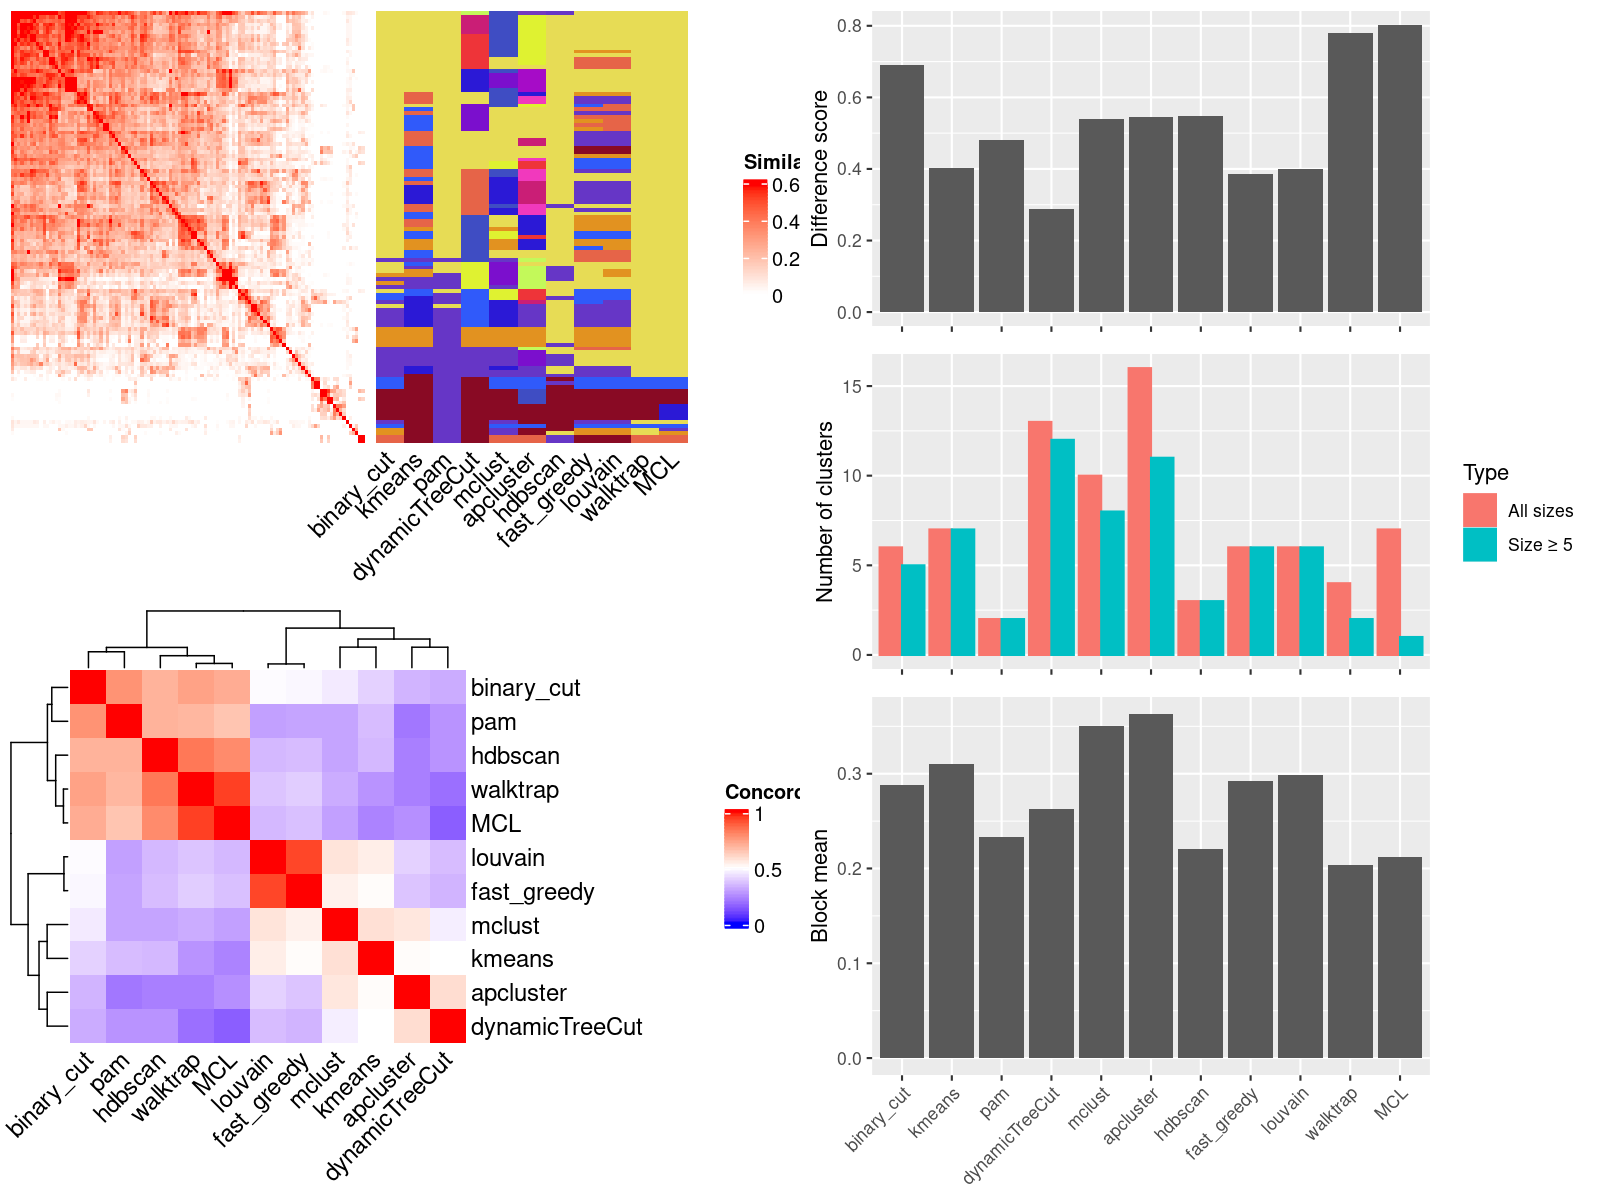 Simila
0.6
0.4
0.2
0
binary_cut
kmeans
pam
dynamicTreeCut
mclust
apcluster
hdbscan
fast_greedy
louvain
walktrap
MCL
binary_cut
pam
hdbscan
walktrap
MCL
louvain
fast_greedy
mclust
kmeans
apcluster
dynamicTreeCut
Concorc
1
0.5
0
binary_cut
pam
hdbscan
walktrap
MCL
louvain
fast_greedy
mclust
kmeans
apcluster
dynamicTreeCut
Difference score
0.8
0.6
0.4
0.2
0.0
Number of clusters
15
10
5
0
Type
All sizes
Size ≥ 5
Block mean
0.3
0.2
0.1
0.0
binary_cut
kmeans
pam
dynamicTreeCut
mclust
apcluster
hdbscan
fast_greedy
louvain
walktrap
MCL